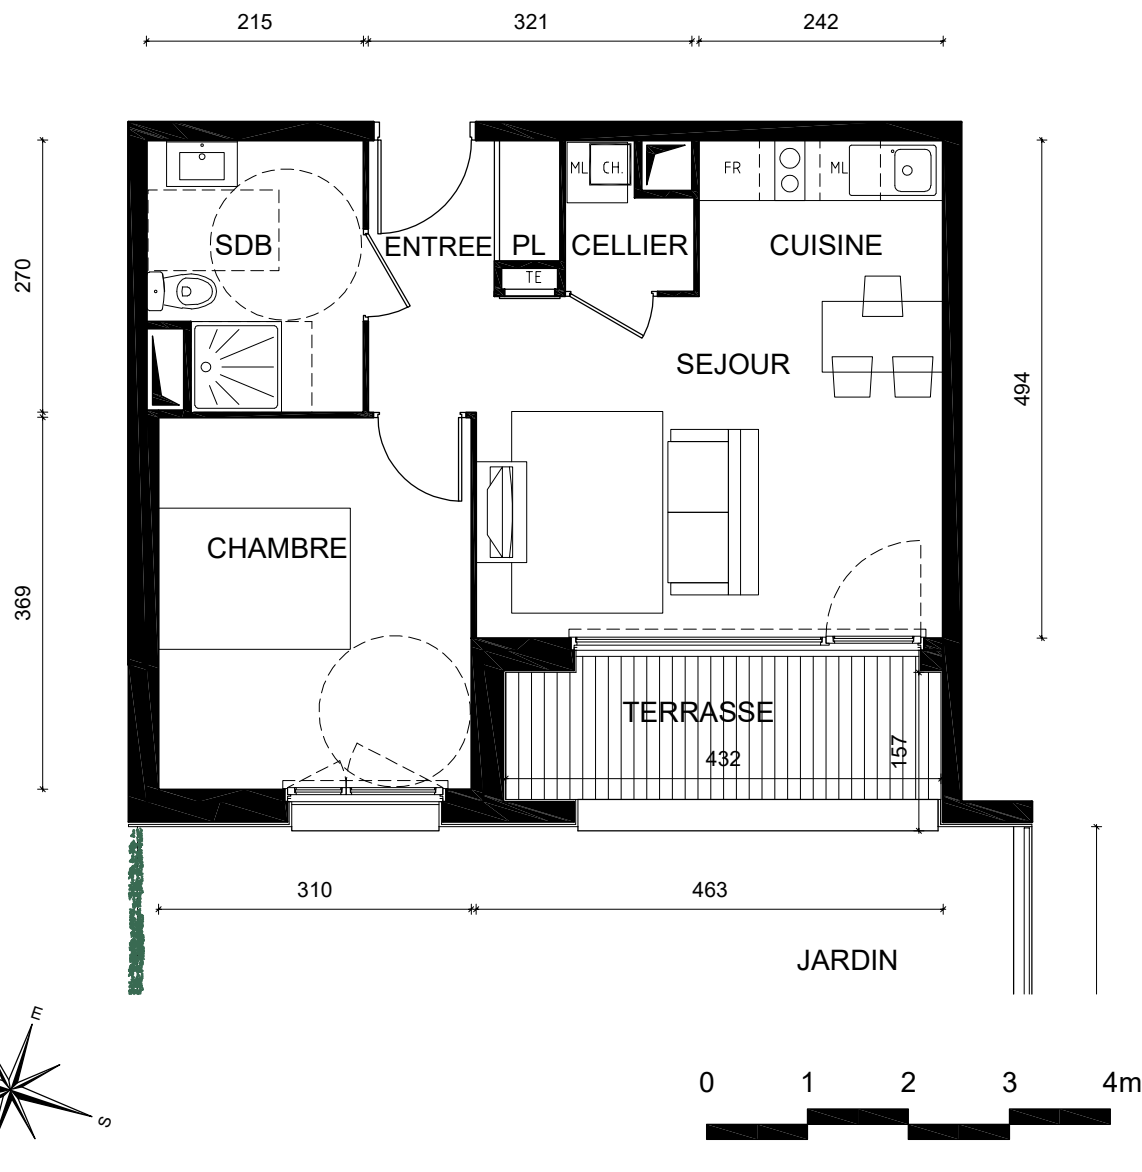 215 321 242
ML CH. FR ML
SDB ENTREE PL CELLIER CUISINE
TE
270
SEJOUR
494
CHAMBRE
369
TERRASSE
432
157
310 463
JARDIN
E
S
0 1 2 3 4m